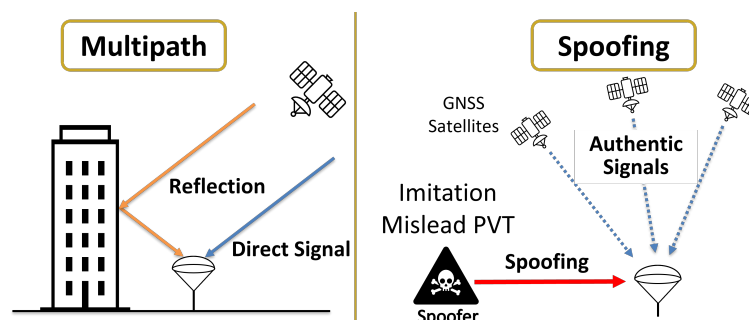 Multipath
Reflection
Direct Signal
Spoofing
GNSS
Satellites
Authentic
Signals
Imitation
Mislead PVT
Spoofing
Spoofer